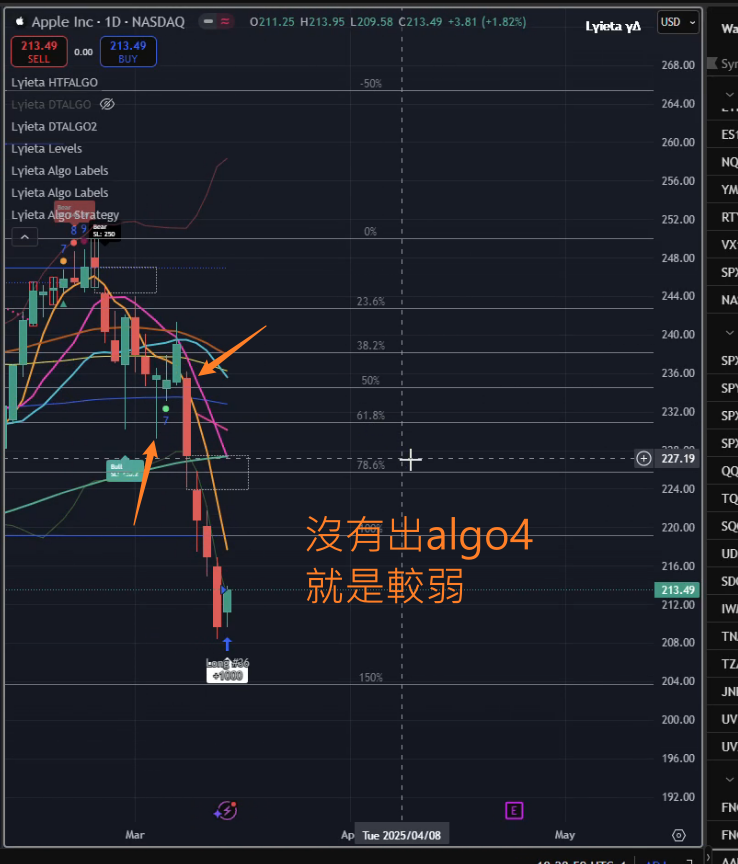 Apple Inc · 1D · NASDAQ
O211.25 H213.95 L209.58 C213.49 +3.81 (+1.82%)
Lyieta γΔ
USD
213.49
SELL
0.00
213.49
BUY
Lyieta HTFALGO
Lyieta DTALGO
Lyieta DTALGO2
Lyieta Levels
Lyieta Algo Labels
Lyieta Algo Labels
Lyieta Algo Strategy
-50%
0%
23.6%
38.2%
50%
61.8%
78.6%
100%
150%
Bear
8 9
Bear
SL: 250
7
7
Bull
沒有出algo4
就是較弱
Long #36
+1000
268.00
264.00
260.00
256.00
252.00
248.00
244.00
240.00
236.00
232.00
227.19
224.00
220.00
216.00
213.49
212.00
208.00
204.00
200.00
196.00
192.00
E
Mar
Ap
Tue 2025/04/08
May
Wa
Syn
ES1
NQ
YM
RTY
VX
SPX
NA
SPX
SPY
SPX
SPX
QQ
TQ
SQ
UD
SD
IW
TN
TZ
JN
UV
UV
FN
FN